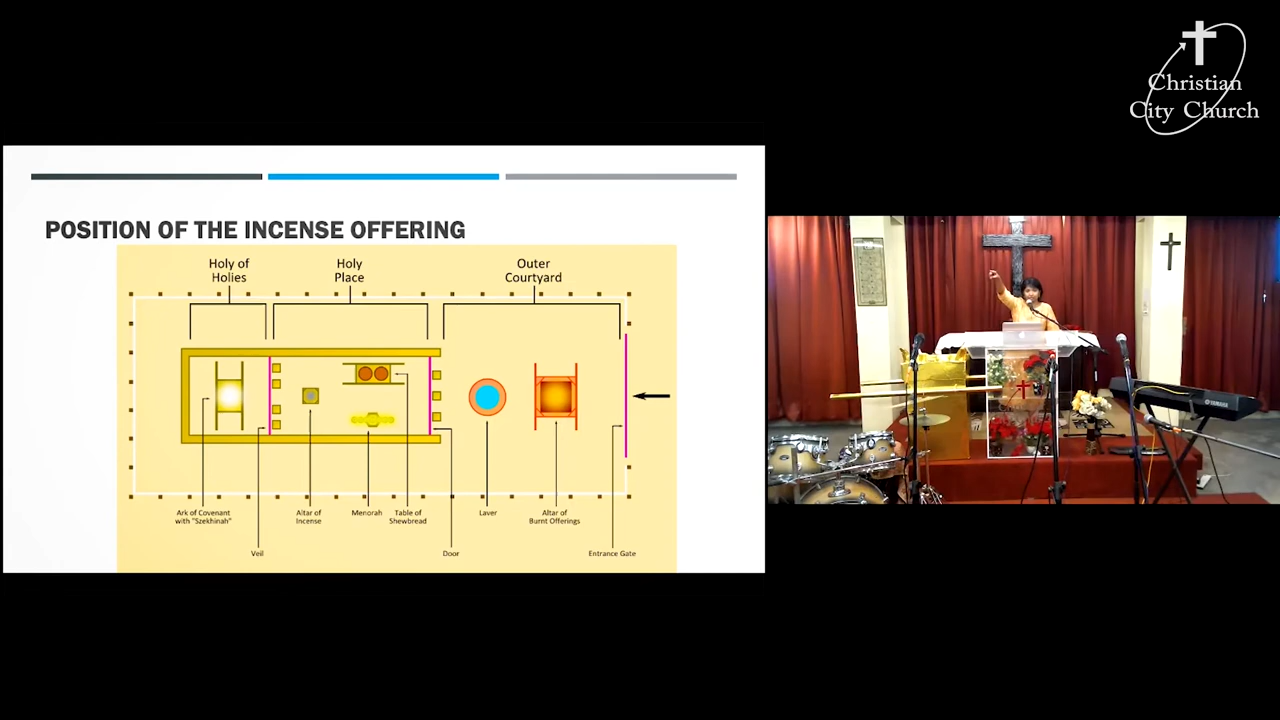 Christian
City Church
POSITION OF THE INCENSE OFFERING
Holy of
Holies
Holy
Place
Outer
Courtyard
Ark of Covenant
with "Szekhinah"
Altar of
Incense
Menorah
Table of
Shewbread
Laver
Altar of
Burnt Offerings
Veil
Door
Entrance Gate
YAMAHA